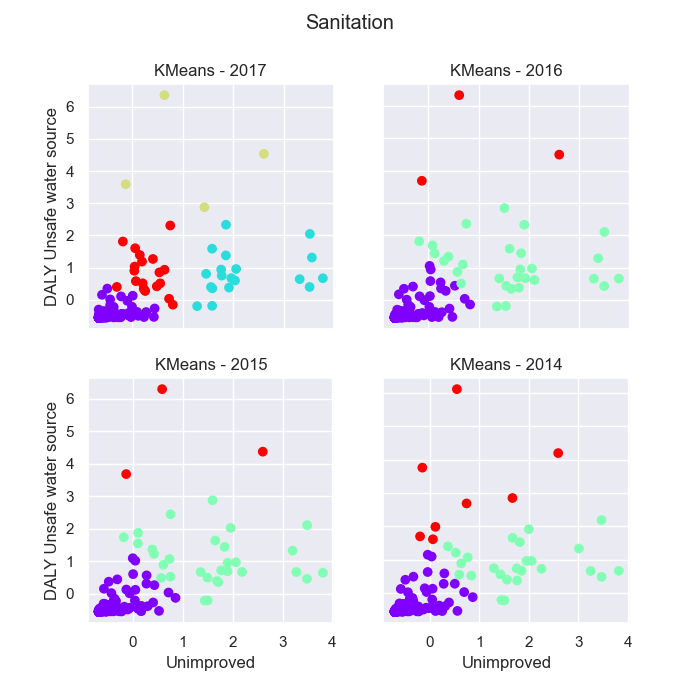 Sanitation
KMeans - 2017
KMeans - 2016
DALY Unsafe water source
6
5
4
3
2
1
0
KMeans - 2015
KMeans - 2014
DALY Unsafe water source
6
5
4
3
2
1
0
0 1 2 3 4
0 1 2 3 4
Unimproved
Unimproved